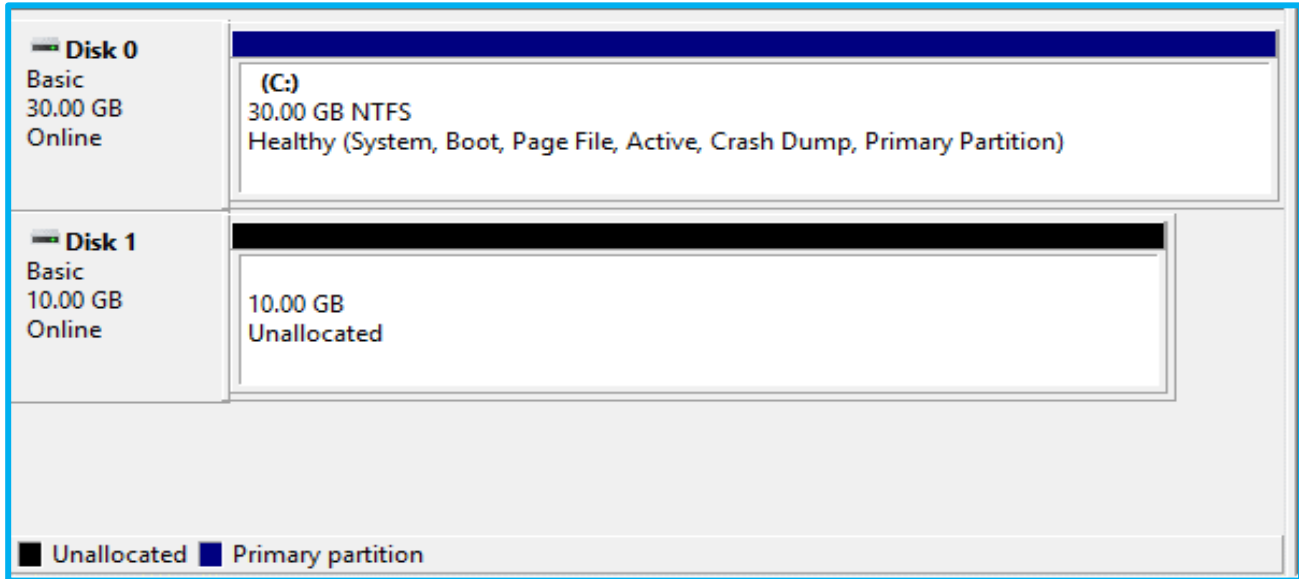 Disk 0
Basic
30.00 GB
Online
(C:)
30.00 GB NTFS
Healthy (System, Boot, Page File, Active, Crash Dump, Primary Partition)
Disk 1
Basic
10.00 GB
Online
10.00 GB
Unallocated
Unallocated Primary partition